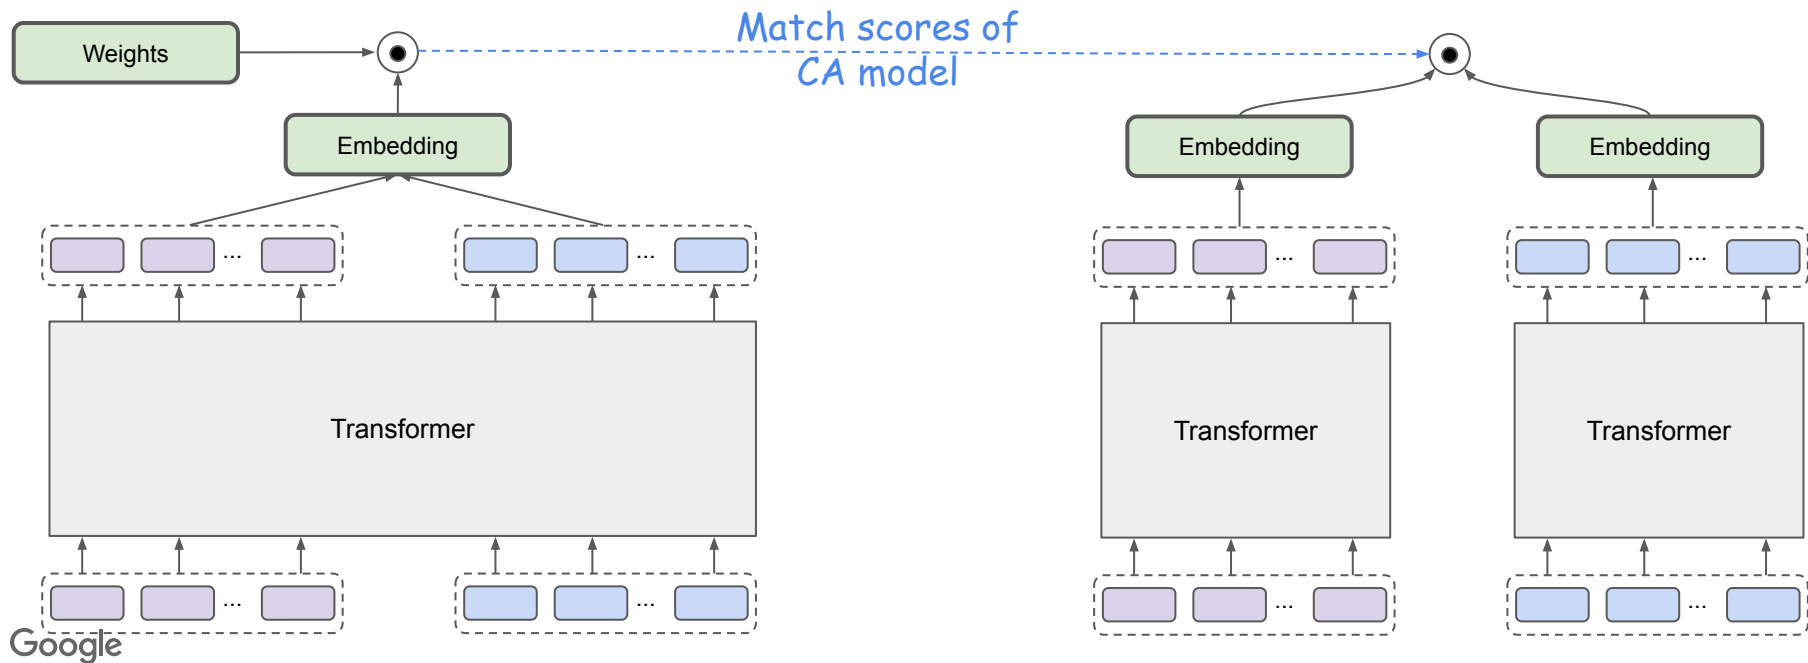 Weights
Match scores of
CA model
Embedding
Embedding
Embedding
...
...
...
...
Transformer
Transformer
Transformer
...
...
...
...
Google